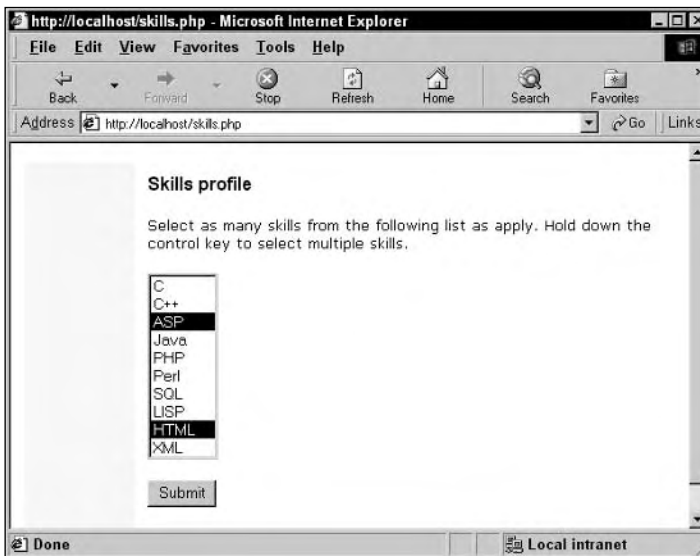 http://localhost/skills.php - Microsoft Internet Explorer
File Edit View Favorites Tools Help
Back Forward Stop Refresh Home Search Favorites »
Address http://localhost/skills.php Go Links
Skills profile
Select as many skills from the following list as apply. Hold down the
control key to select multiple skills.
C
C++
ASP
Java
PHP
Perl
SQL
LISP
HTML
XML
Submit
Done Local intranet